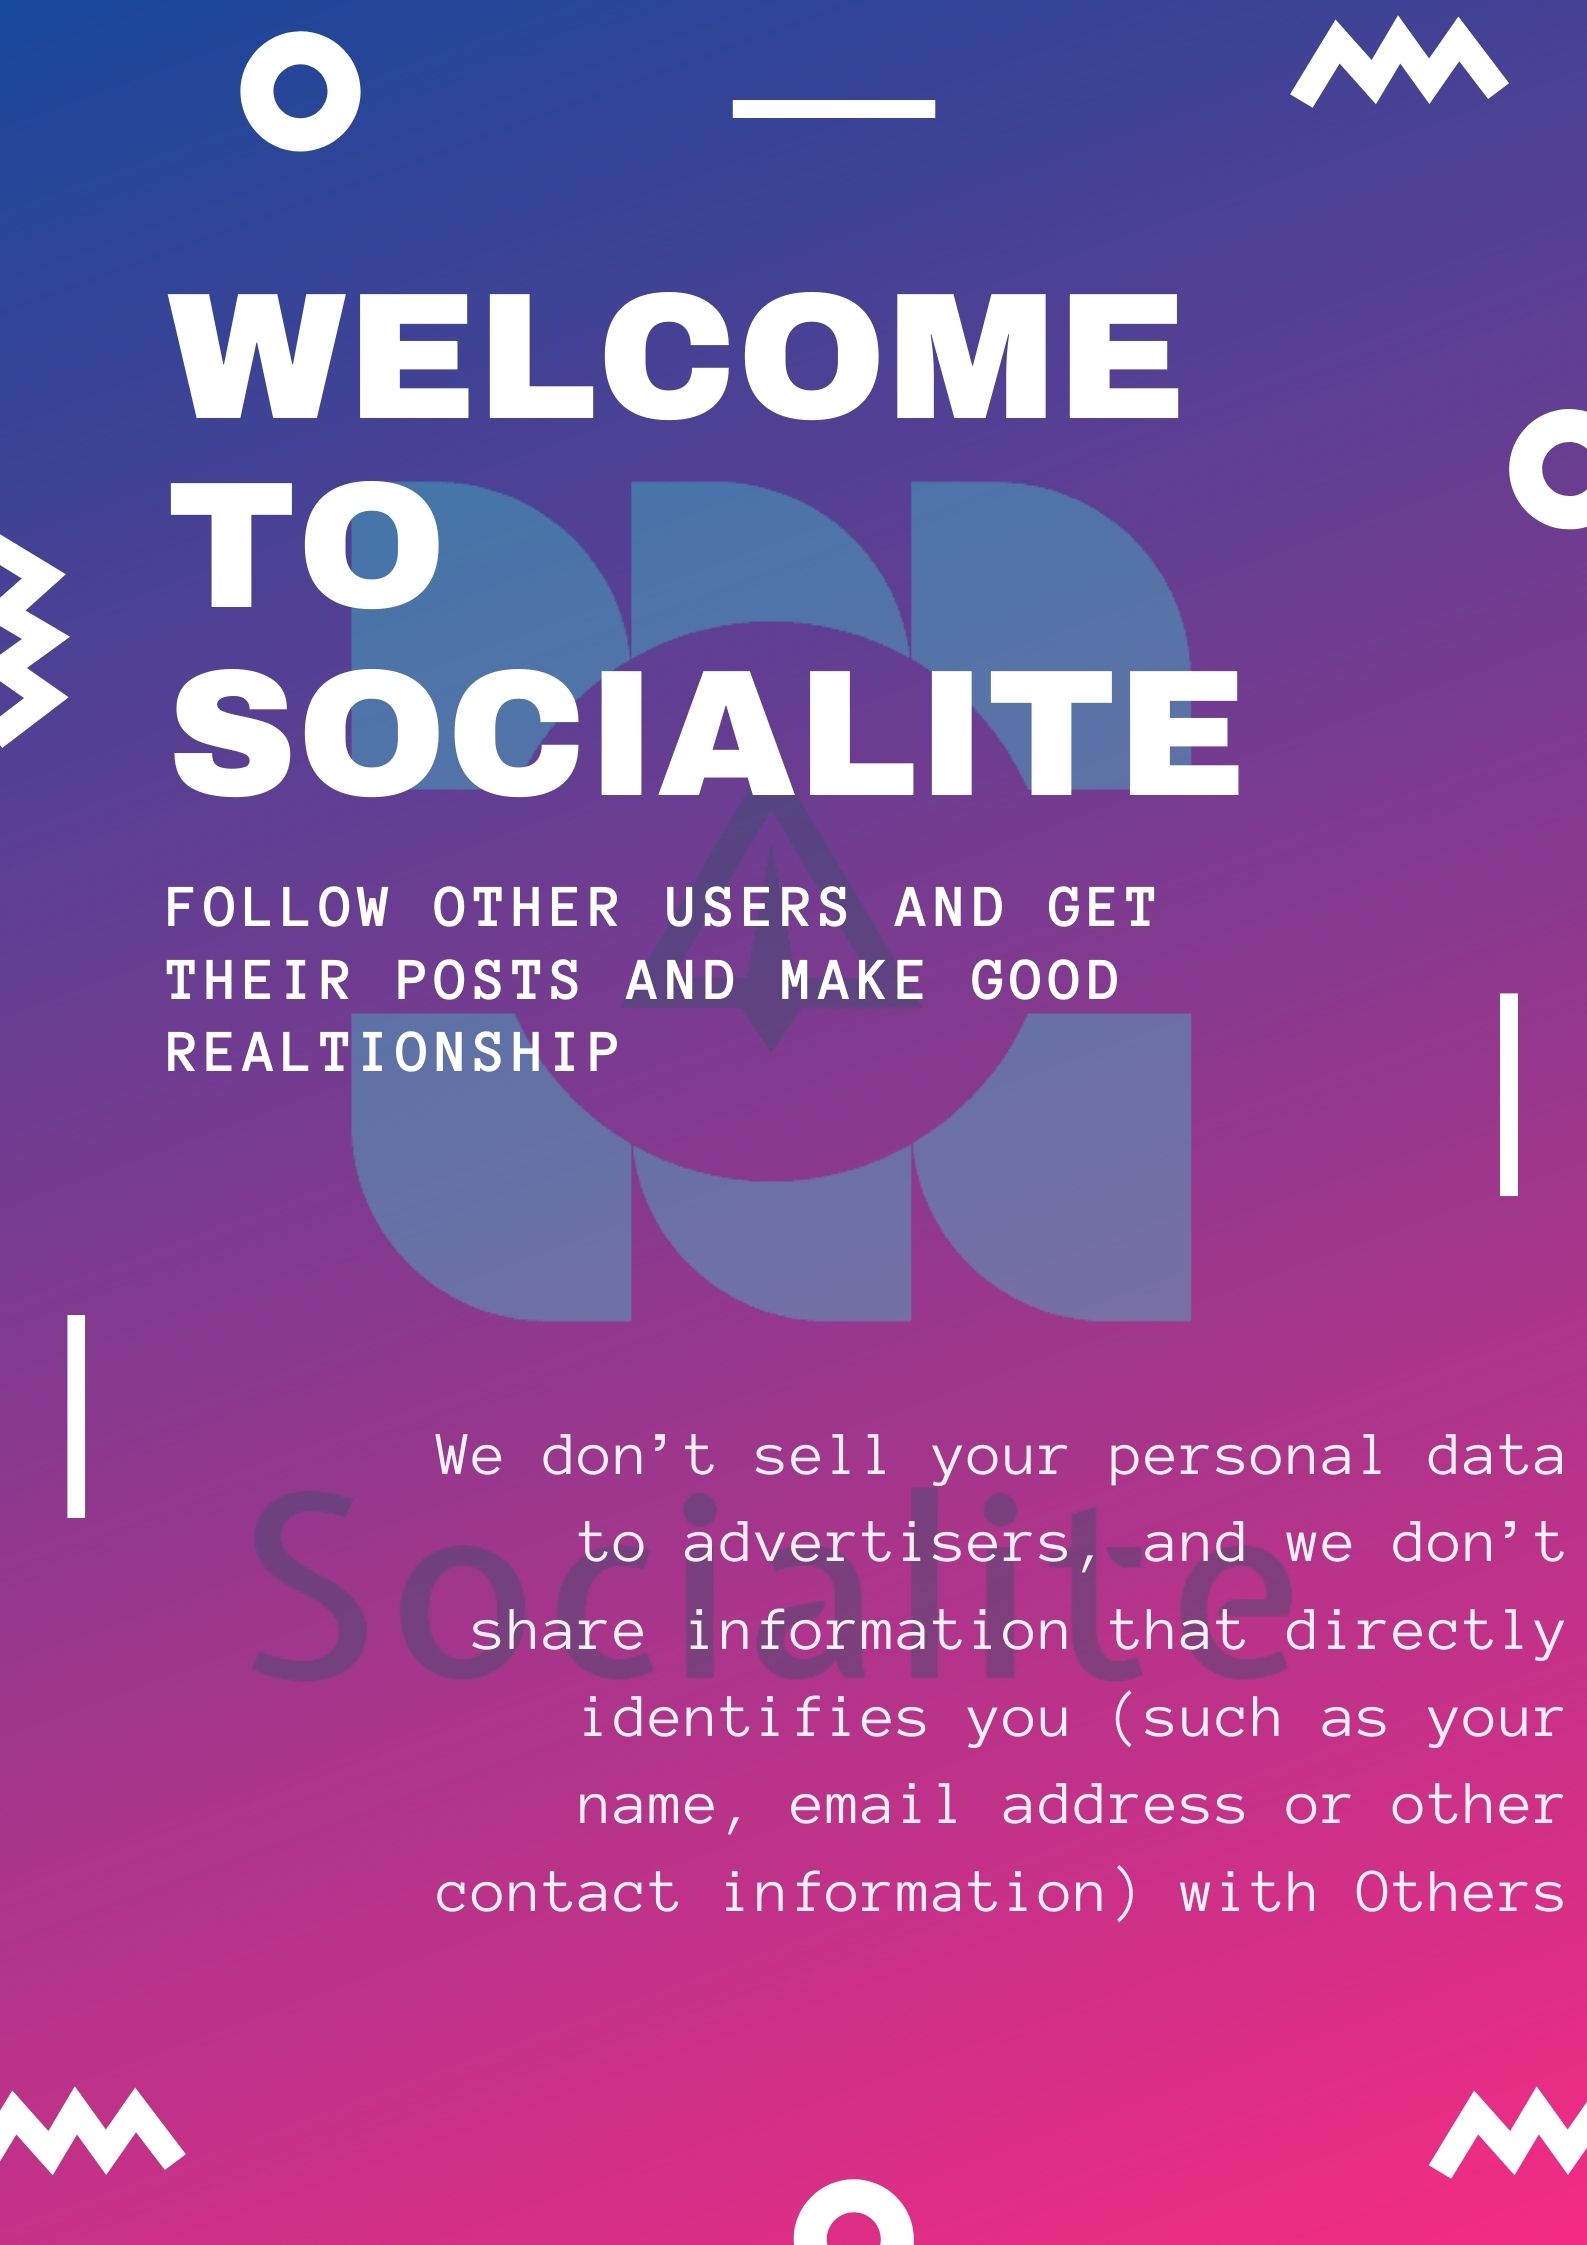 WELCOME
TO
SOCIALITE
FOLLOW OTHER USERS AND GET
THEIR POSTS AND MAKE GOOD
REALTIONSHIP
We don’t sell your personal data
to advertisers, and we don’t
share information that directly
identifies you (such as your
name, email address or other
contact information) with Others
Socialite